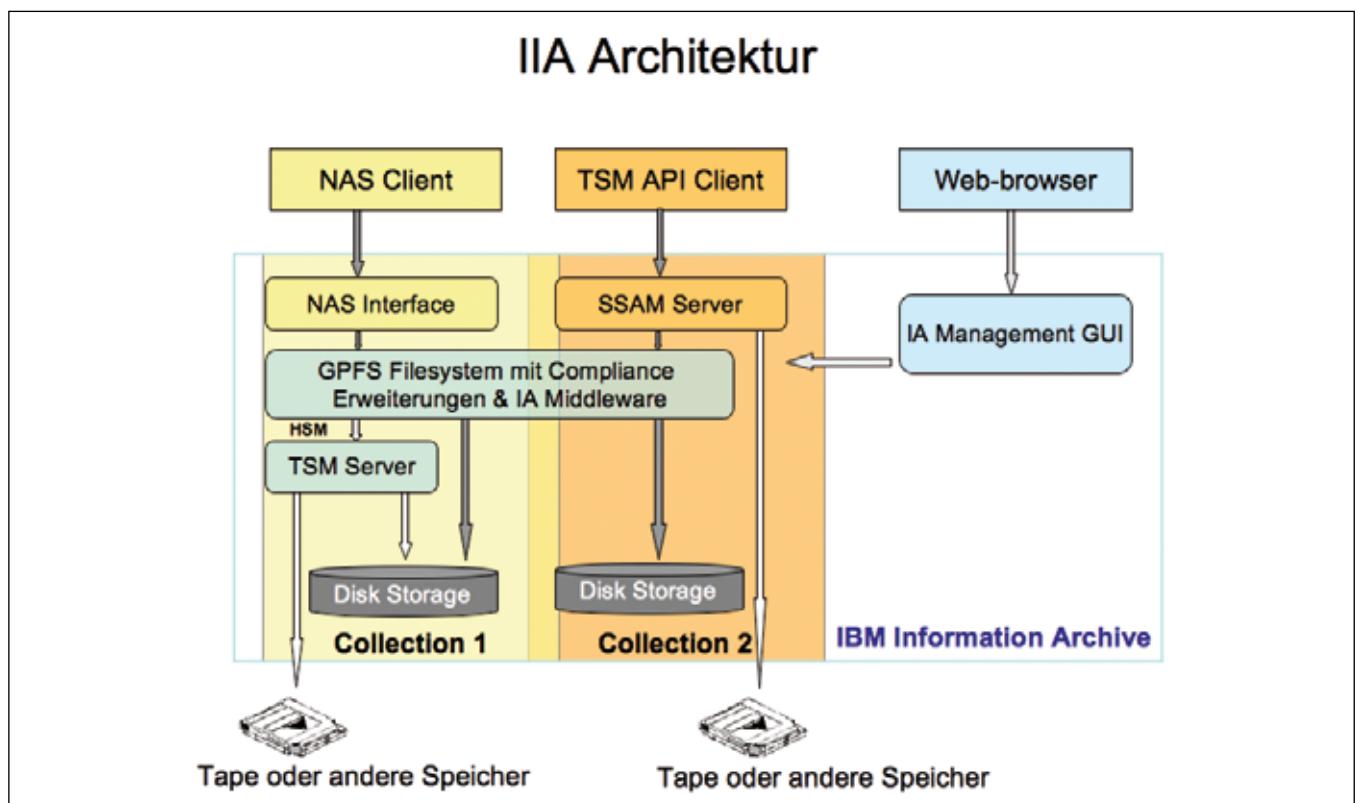 IIA Architektur
NAS Client
TSM API Client
Web-browser
NAS Interface
SSAM Server
IA Management GUI
GPFS Filesystem mit Compliance
Erweiterungen & IA Middleware
HSM
TSM Server
Disk Storage
Disk Storage
Collection 1
Collection 2
IBM Information Archive
Tape oder andere Speicher
Tape oder andere Speicher